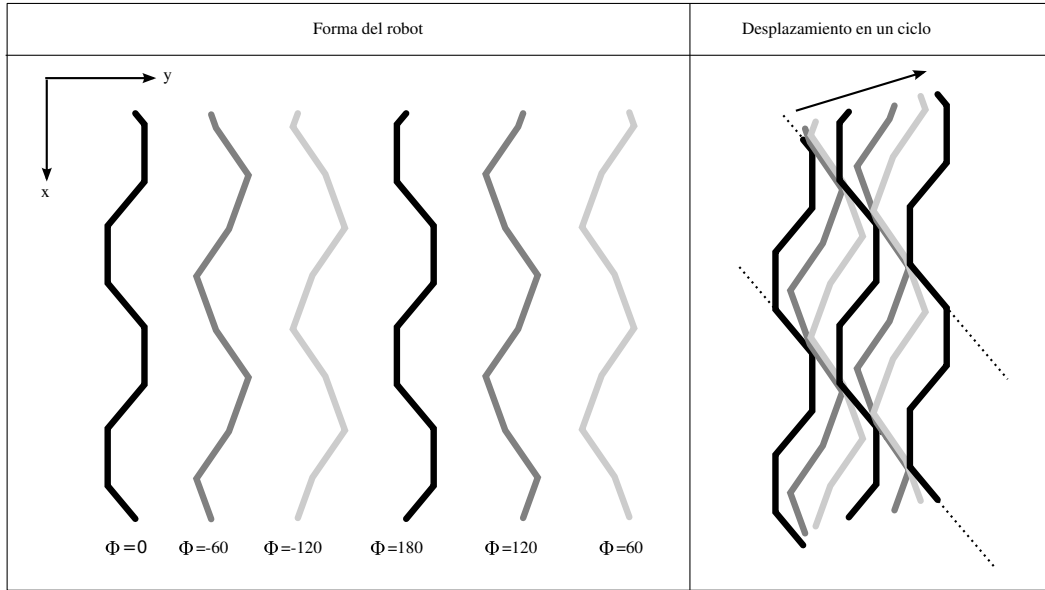 Forma del robot
Desplazamiento en un ciclo
y
x
Φ=0 Φ=-60 Φ=-120 Φ=180 Φ=120 Φ=60